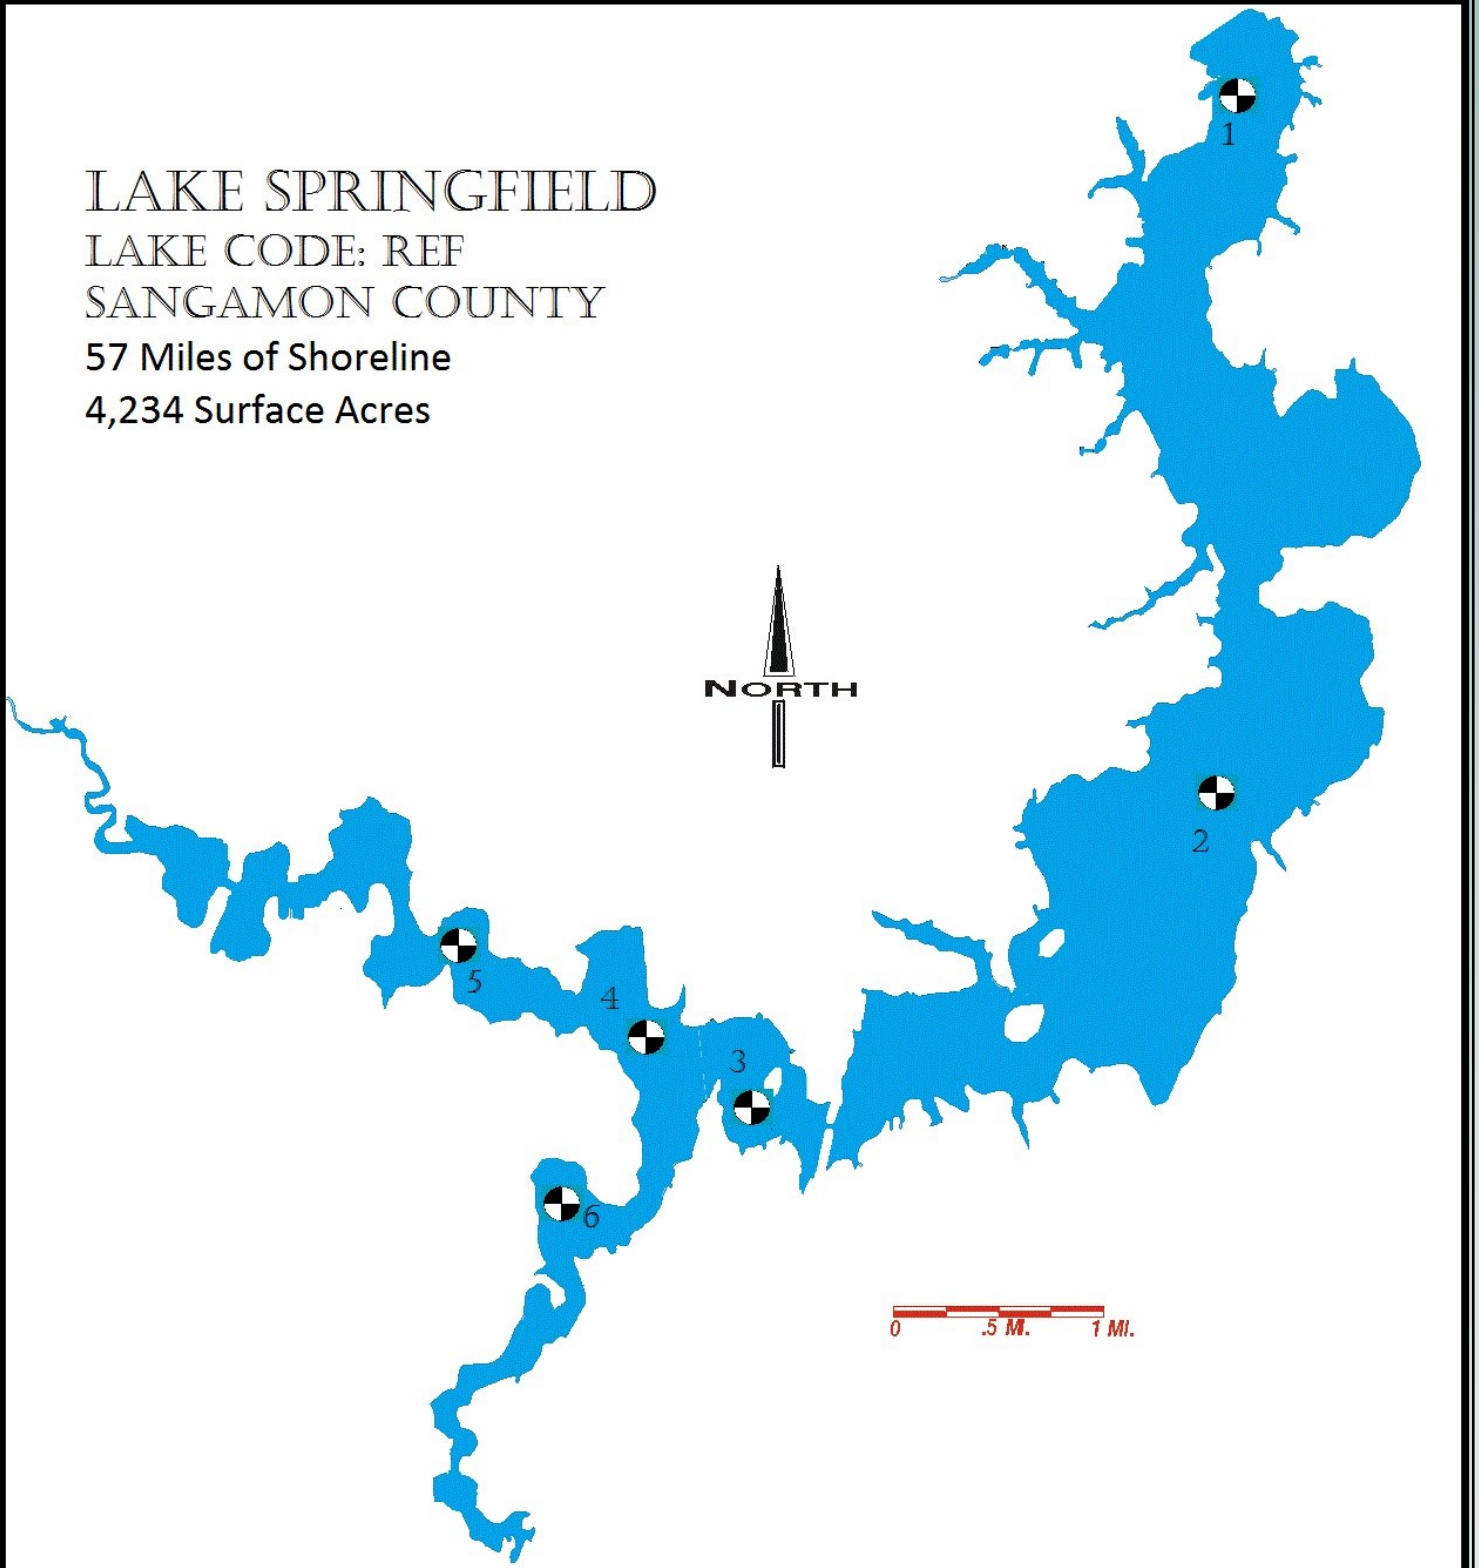 LAKE SPRINGFIELD
LAKE CODE: REF
SANGAMON COUNTY
57 Miles of Shoreline
4,234 Surface Acres
1
NORTH
2
5
4
3
6
0 .5 MI. 1 MI.